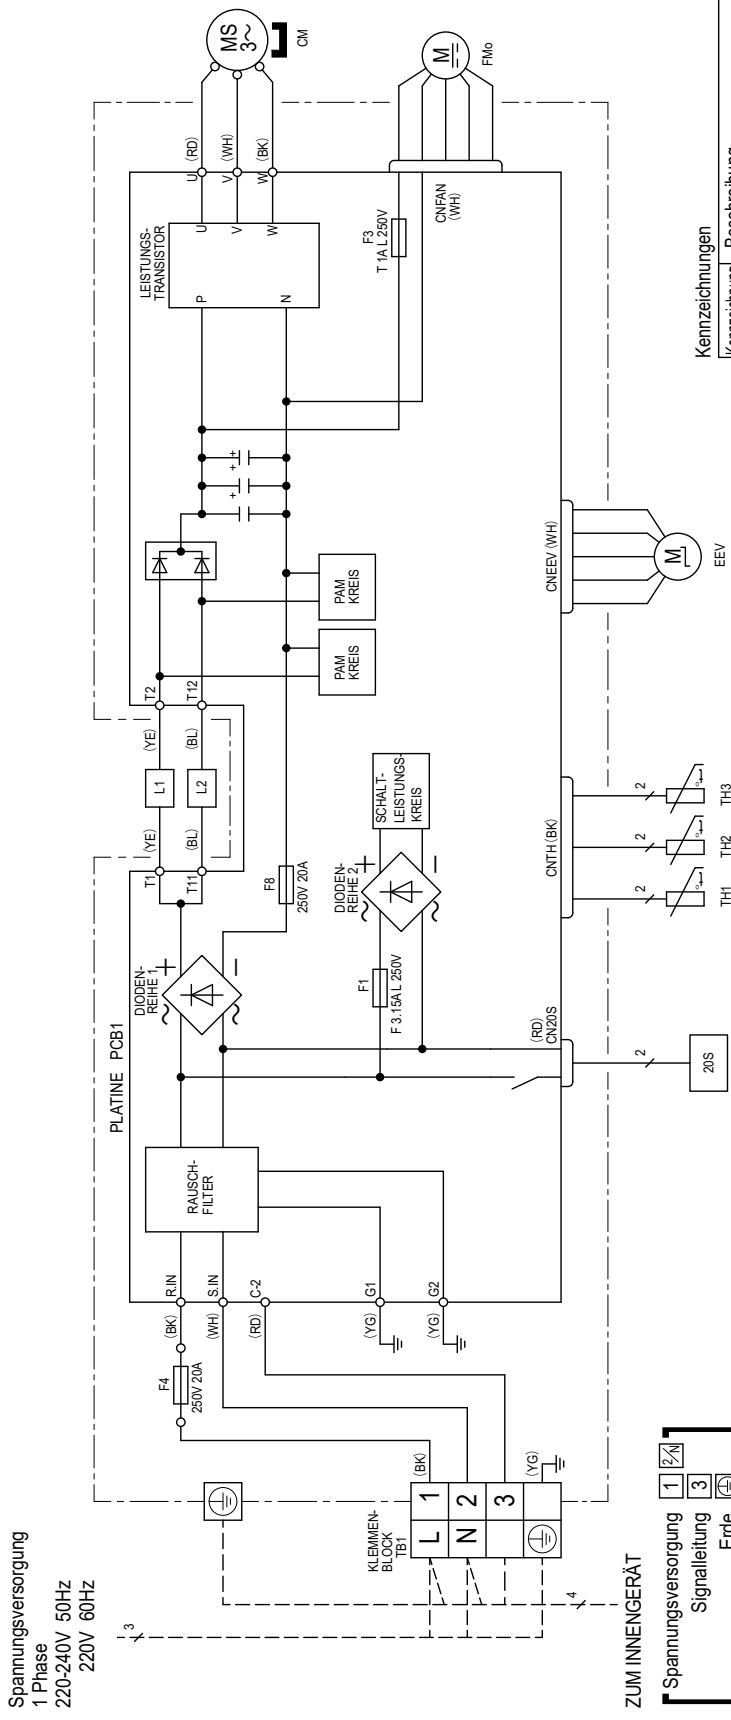 Spannungsversorgung
1 Phase
220-240V 50Hz
220V 60Hz
3
4
ZUM INNENGERÄT
Spannungsversorgung 1 2/N
Signalleitung 3
Erde
KLEMMEN-
BLOCK
TB1
L 1
N 2
3
(BK)
(YG)
F4
250V 20A
(BK)
(WH)
(RD)
(YG)
(YG)
R.IN
S.IN
C-2
G1
G2
PLATINE PCB1
RAUSCH-
FILTER
DIODEN-
REIHE 1
+
−
~
~
T1
T11
(YE)
(BL)
L1
L2
(YE)
(BL)
T2
T12
F8
250V 20A
F1
F 3.15A L 250V
DIODEN-
REIHE 2
+
−
~
~
SCHALT-
LEISTUNGS-
KREIS
PAM
KREIS
PAM
KREIS
+
+
LEISTUNGS-
TRANSISTOR
P
N
U
V
W
U
V
W
(RD)
(WH)
(BK)
MS
3~
CM
F3
T 1A L 250V
CNFAN
(WH)
M
FMo
(RD)
CN20S
2
20S
CNTH (BK)
2
2
2
t°
t°
t°
TH1
TH2
TH3
CNEEV (WH)
M
EEV
Kennzeichnungen